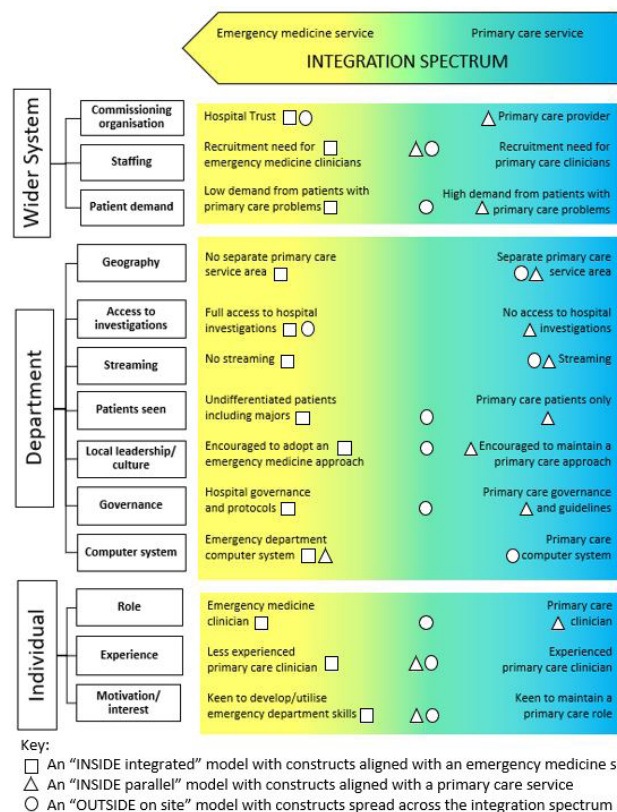 Emergency medicine service Primary care service
INTEGRATION SPECTRUM
Wider System
Commissioning
organisation
Hospital Trust
Primary care provider
Staffing
Recruitment need for
emergency medicine clinicians
Recruitment need for
primary care clinicians
Patient demand
Low demand from patients with
primary care problems
High demand from patients with
primary care problems
Department
Geography
No separate primary care
service area
Separate primary care
service area
Access to
investigations
Full access to hospital
investigations
No access to hospital
investigations
Streaming
No streaming
Streaming
Patients seen
Undifferentiated patients
including majors
Primary care patients only
Local leadership/
culture
Encouraged to adopt an
emergency medicine approach
Encouraged to maintain a
primary care approach
Governance
Hospital governance
and protocols
Primary care governance
and guidelines
Computer system
Emergency department
computer system
Primary care
computer system
Individual
Role
Emergency medicine
clinician
Primary care
clinician
Experience
Less experienced
primary care clinician
Experienced
primary care clinician
Motivation/
interest
Keen to develop/utilise
emergency department skills
Keen to maintain a
primary care role
Key:
An "INSIDE integrated" model with constructs aligned with an emergency medicine s
An "INSIDE parallel" model with constructs aligned with a primary care service
An "OUTSIDE on site" model with constructs spread across the integration spectrum